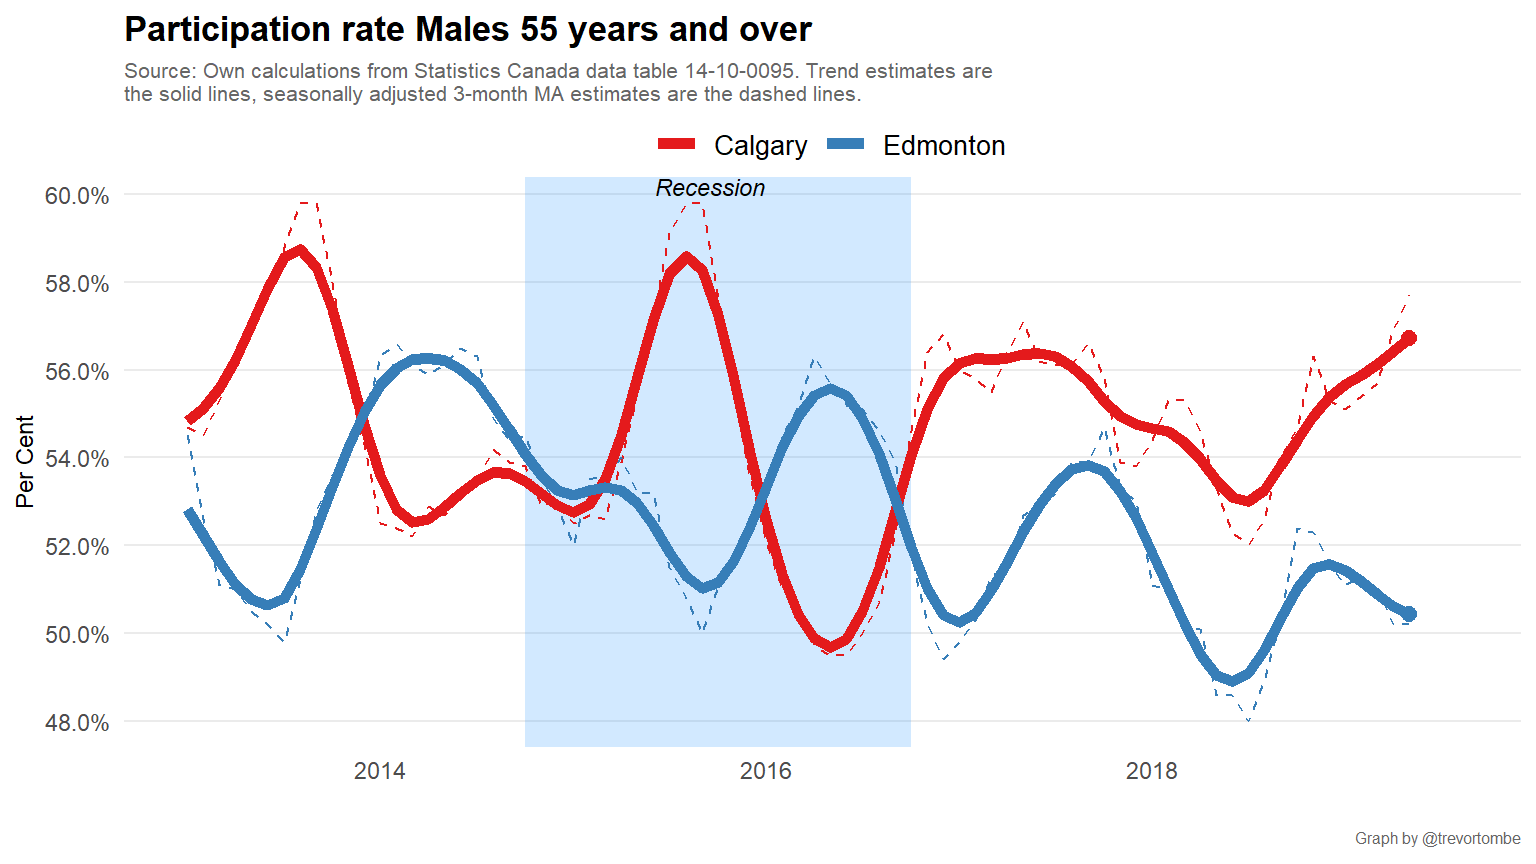 Participation rate Males 55 years and over
Source: Own calculations from Statistics Canada data table 14-10-0095. Trend estimates are
the solid lines, seasonally adjusted 3-month MA estimates are the dashed lines.
Calgary Edmonton
Recession
60.0%
58.0%
56.0%
54.0%
52.0%
50.0%
48.0%
Per Cent
2014 2016 2018
Graph by @trevortombe